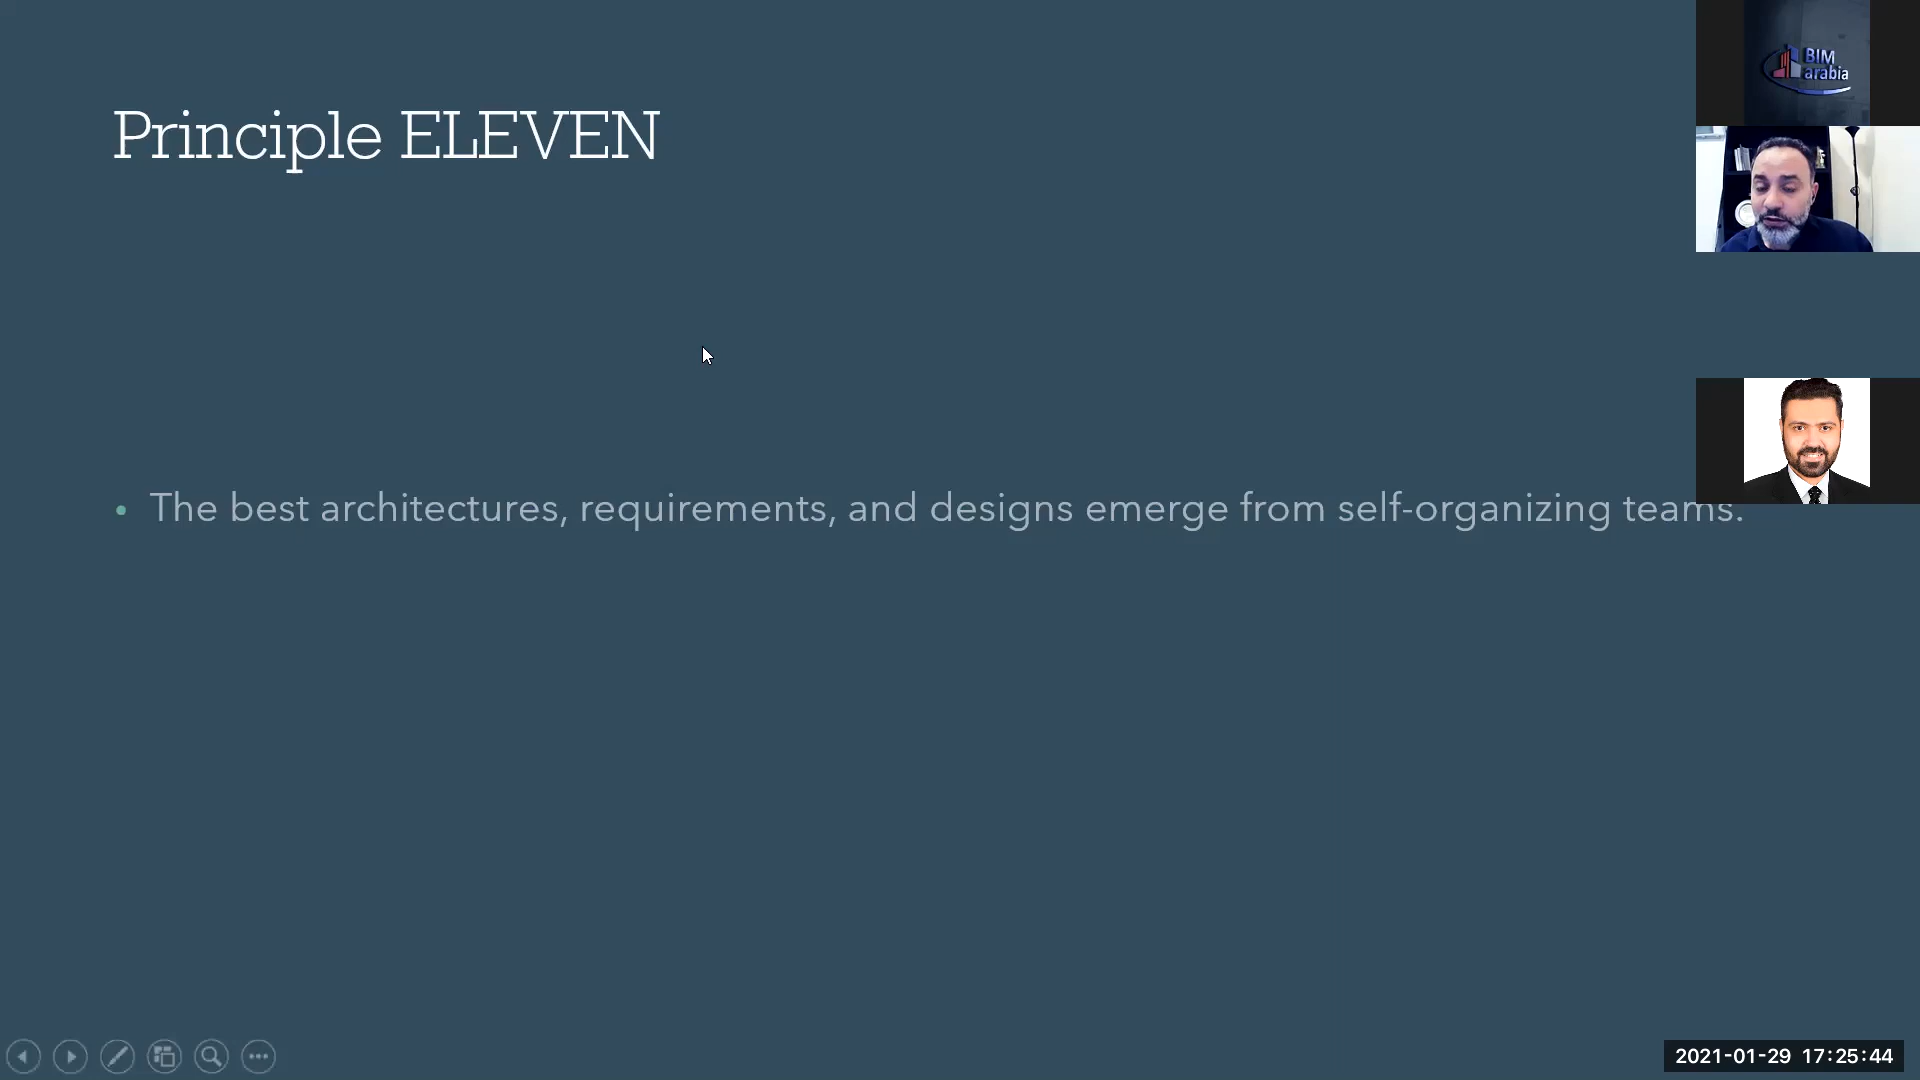 Principle ELEVEN
BIM
arabia
• The best architectures, requirements, and designs emerge from self-organizing teams.
2021-01-29 17:25:44